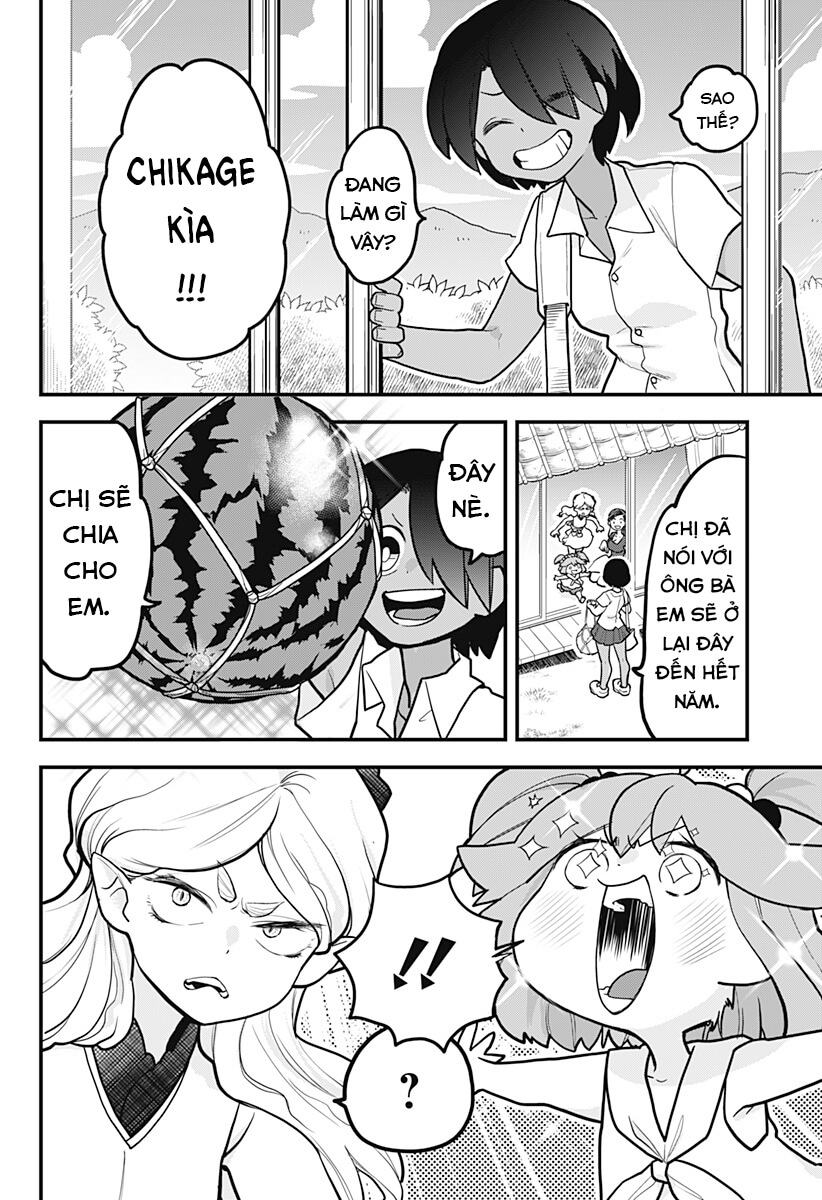 SAO
THẾ?
ĐANG
LÀM GÌ
VẬY?
CHIKAGE
KÌA
!!!
CHỊ ĐÃ
NÓI VỚI
ÔNG BÀ
EM SẼ Ở
LẠI ĐÂY
ĐẾN HẾT
NĂM.
ĐÂY
NÈ.
CHỊ SẼ
CHIA
CHO
EM.
!!
?